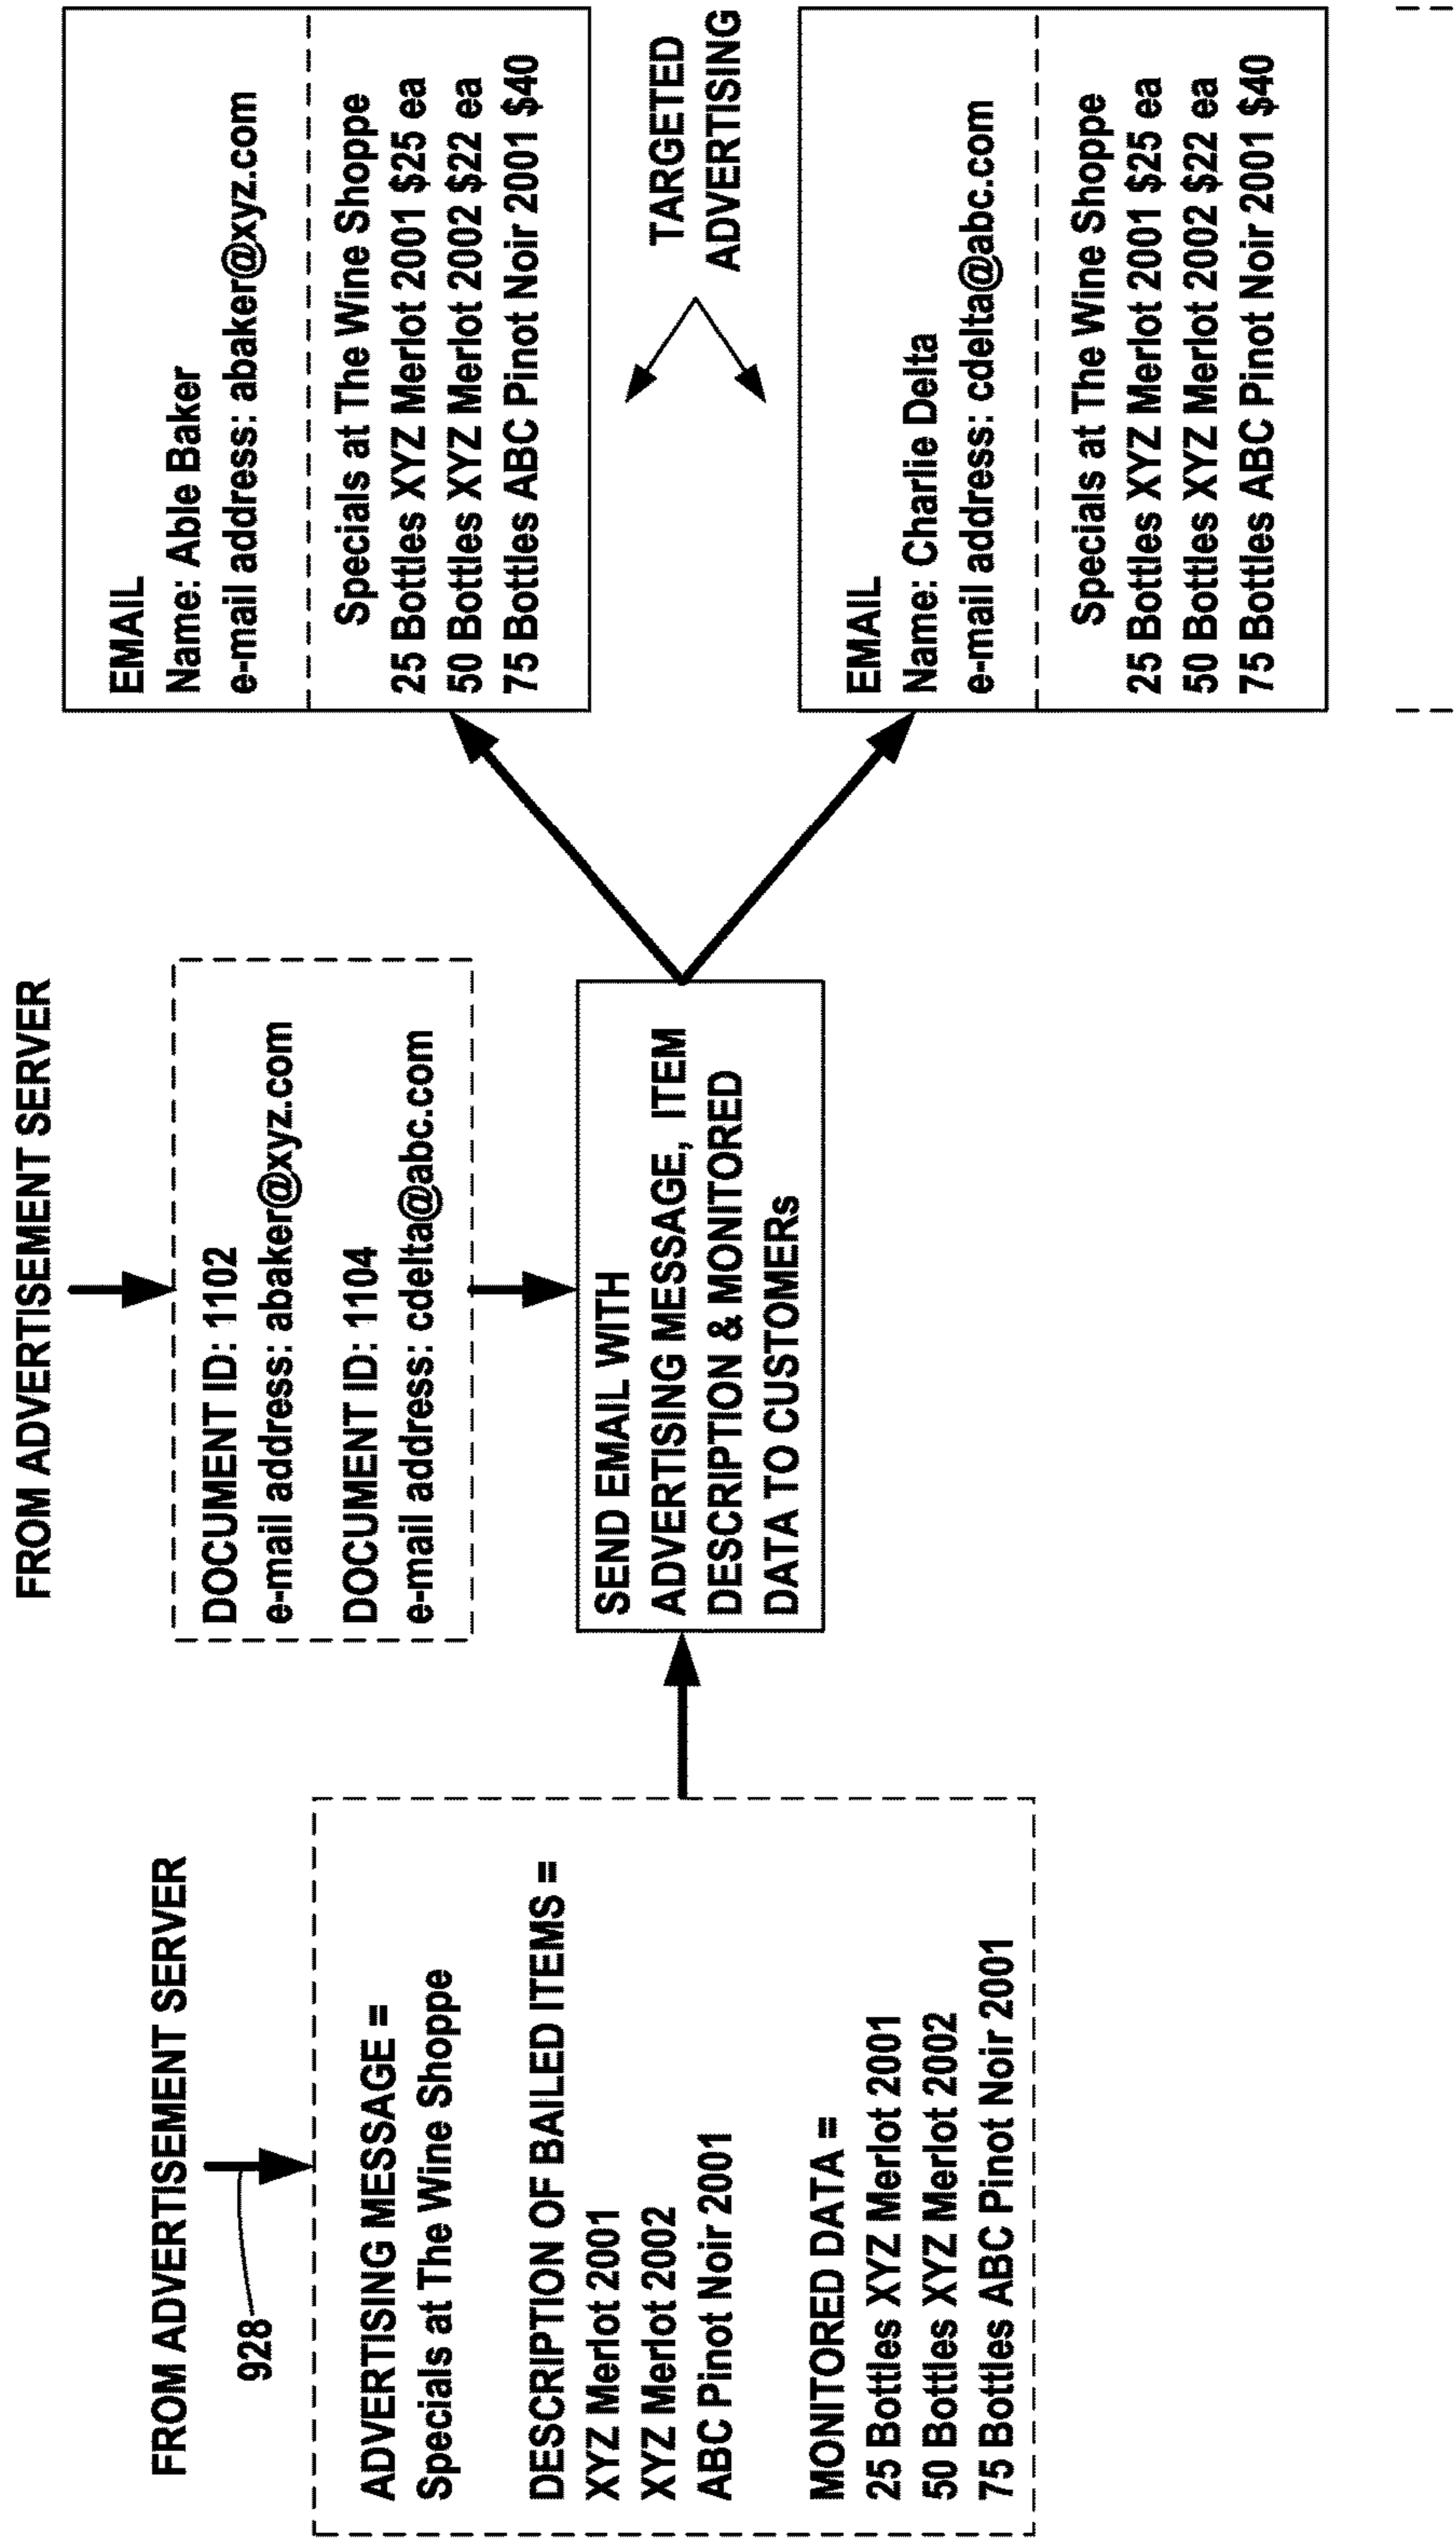 FROM ADVERTISEMENT SERVER
928
ADVERTISING MESSAGE =
Specials at The Wine Shoppe
DESCRIPTION OF BAILED ITEMS =
XYZ Merlot 2001
XYZ Merlot 2002
ABC Pinot Noir 2001
MONITORED DATA =
25 Bottles XYZ Merlot 2001
50 Bottles XYZ Merlot 2002
75 Bottles ABC Pinot Noir 2001
FROM ADVERTISEMENT SERVER
DOCUMENT ID: 1102
e-mail address: abaker@xyz.com
DOCUMENT ID: 1104
e-mail address: cdelta@abc.com
SEND EMAIL WITH
ADVERTISING MESSAGE, ITEM
DESCRIPTION & MONITORED
DATA TO CUSTOMERs
EMAIL
Name: Able Baker
e-mail address: abaker@xyz.com
Specials at The Wine Shoppe
25 Bottles XYZ Merlot 2001 $25 ea
50 Bottles XYZ Merlot 2002 $22 ea
75 Bottles ABC Pinot Noir 2001 $40
TARGETED
ADVERTISING
EMAIL
Name: Charlie Delta
e-mail address: cdelta@abc.com
Specials at The Wine Shoppe
25 Bottles XYZ Merlot 2001 $25 ea
50 Bottles XYZ Merlot 2002 $22 ea
75 Bottles ABC Pinot Noir 2001 $40